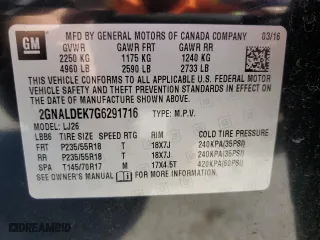 GM
MFD BY GENERAL MOTORS OF CANADA COMPANY 03/16
GVWR GAWR FRT GAWR RR
2250 KG 1175 KG 1240 KG
4960 LB 2590 LB 2733 LB
THIS VEHICLE CONFORMS TO ALL APPLICABLE U.S. FEDERAL MOTOR
VEHICLE SAFETY, BUMPER, AND THEFT PREVENTION STANDARDS IN
EFFECT ON THE DATE OF MANUFACTURE SHOWN ABOVE.
2GNALDEK7G6291716 TYPE: M.P.V.
MODEL: LJ26
LBB6 TIRE SIZE SPEED RTG RIM COLD TIRE PRESSURE
FRT P235/55R18 T 18X7J 240KPA(35PSI)
RR P235/55R18 T 18X7J 240KPA(35PSI)
SPA T145/70R17 M 17X4.5T 420KPA(60PSI)
SEE OWNER'S MANUAL FOR MORE INFORMATION.